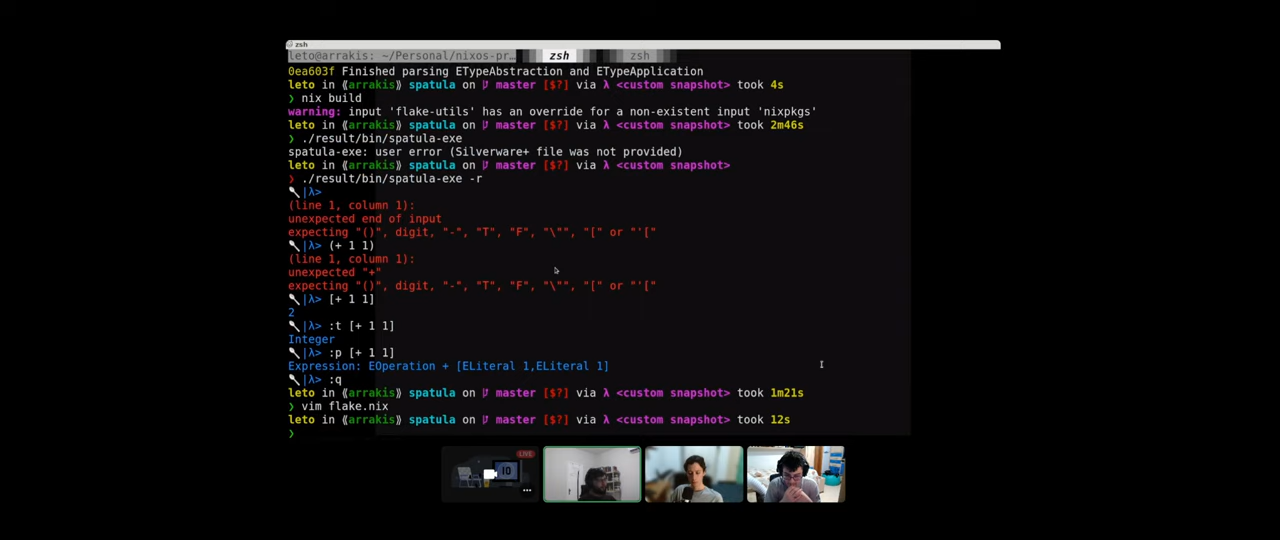 zsh
leto@arrakis: ~/Personal/nixos-pr… zsh zsh
0ea603f Finished parsing ETypeAbstraction and ETypeApplication
leto in ⟪arrakis⟫ spatula on master [$?] via λ <custom snapshot> took 4s
❯ nix build
warning: input 'flake-utils' has an override for a non-existent input 'nixpkgs'
leto in ⟪arrakis⟫ spatula on master [$?] via λ <custom snapshot> took 2m46s
❯ ./result/bin/spatula-exe
spatula-exe: user error (Silverware+ file was not provided)
leto in ⟪arrakis⟫ spatula on master [$?] via λ <custom snapshot>
❯ ./result/bin/spatula-exe -r
🥄|λ>
(line 1, column 1):
unexpected end of input
expecting "()", digit, "-", "T", "F", "\"", "[" or "'["
🥄|λ> (+ 1 1)
(line 1, column 1):
unexpected "+"
expecting "()", digit, "-", "T", "F", "\"", "[" or "'["
🥄|λ> [+ 1 1]
2
🥄|λ> :t [+ 1 1]
Integer
🥄|λ> :p [+ 1 1]
Expression: EOperation + [ELiteral 1,ELiteral 1]
🥄|λ> :q
leto in ⟪arrakis⟫ spatula on master [$?] via λ <custom snapshot> took 1m21s
❯ vim flake.nix
leto in ⟪arrakis⟫ spatula on master [$?] via λ <custom snapshot> took 12s
❯
LIVE
10